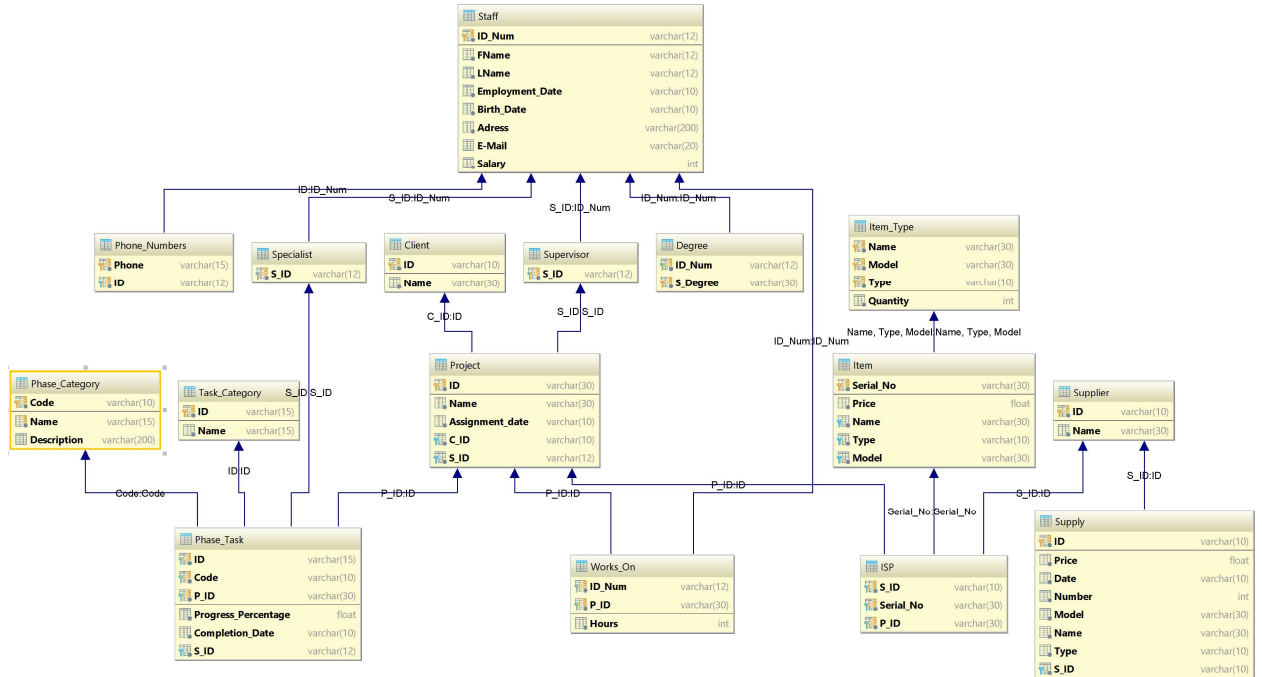 Staff
ID_Num varchar(12)
FName varchar(12)
LName varchar(12)
Employment_Date varchar(10)
Birth_Date varchar(10)
Adress varchar(200)
E-Mail varchar(20)
Salary int
ID:ID_Num
S_ID:ID_Num
S_ID:ID_Num
ID_Num:ID_Num
Phone_Numbers
Phone varchar(15)
ID varchar(12)
Specialist
S_ID varchar(12)
Client
ID varchar(10)
Name varchar(30)
Supervisor
S_ID varchar(12)
Degree
ID_Num varchar(12)
S_Degree varchar(30)
Item_Type
Name varchar(30)
Model varchar(30)
Type varchar(10)
Quantity int
C_ID:ID
S_ID:S_ID
ID_Num:ID_Num
Name, Type, Model:Name, Type, Model
Phase_Category
Code varchar(10)
Name varchar(15)
Description varchar(200)
Task_Category
ID varchar(15)
Name varchar(15)
S_ID:S_ID
Project
ID varchar(30)
Name varchar(30)
Assignment_date varchar(10)
C_ID varchar(10)
S_ID varchar(12)
Item
Serial_No varchar(30)
Price float
Name varchar(30)
Type varchar(10)
Model varchar(30)
Supplier
ID varchar(10)
Name varchar(30)
Code:Code
ID:ID
P_ID:ID
P_ID:ID
P_ID:ID
Serial_No:Serial_No
S_ID:ID
S_ID:ID
Phase_Task
ID varchar(15)
Code varchar(10)
P_ID varchar(30)
Progress_Percentage float
Completion_Date varchar(10)
S_ID varchar(12)
Works_On
ID_Num varchar(12)
P_ID varchar(30)
Hours int
ISP
S_ID varchar(10)
Serial_No varchar(30)
P_ID varchar(30)
Supply
ID varchar(10)
Price float
Date varchar(10)
Number int
Model varchar(30)
Name varchar(30)
Type varchar(10)
S_ID varchar(10)